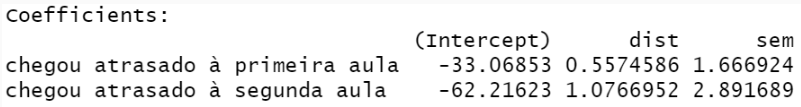 Coefficients:
(Intercept) dist sem
chegou atrasado à primeira aula -33.06853 0.5574586 1.666924
chegou atrasado à segunda aula -62.21623 1.0766952 2.891689